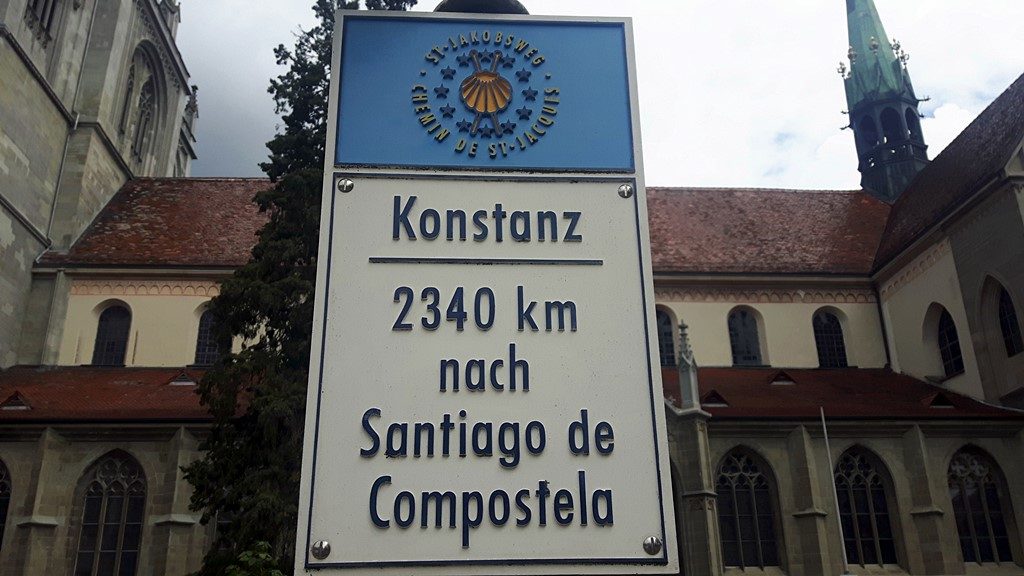 ST·JAKOBSWEG
CHEMIN DE ST·JACQUES
Konstanz
2340 km
nach
Santiago de
Compostela